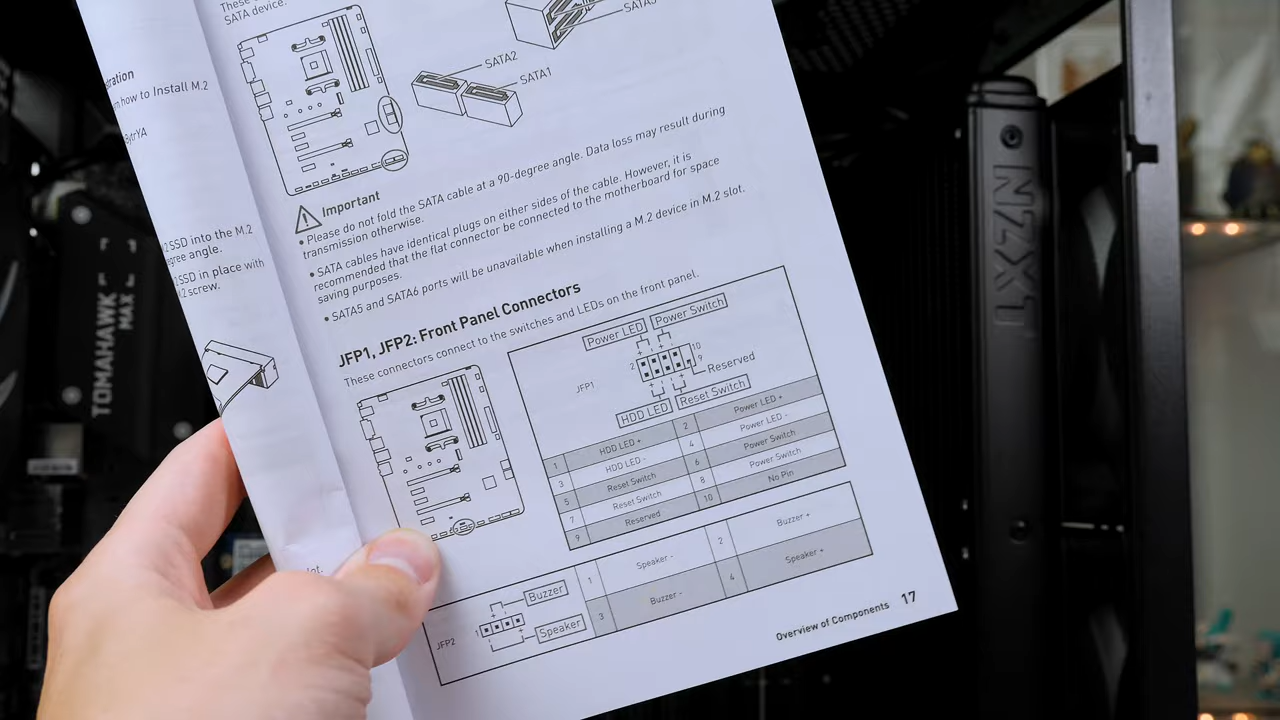 These
SATA device.
SATA5
SATA2
SATA1
Important
• Please do not fold the SATA cable at a 90-degree angle. Data loss may result during
transmission otherwise.
• SATA cables have identical plugs on either sides of the cable. However, it is
recommended that the flat connector be connected to the motherboard for space
saving purposes.
• SATA5 and SATA6 ports will be unavailable when installing a M.2 device in M.2 slot.
JFP1, JFP2: Front Panel Connectors
These connectors connect to the switches and LEDs on the front panel.
Power LED Power Switch
2 10
1 9
JFP1
Reserved
HDD LED Reset Switch
1 HDD LED + 2 Power LED +
3 HDD LED - 4 Power LED -
5 Reset Switch 6 Power Switch
7 Reset Switch 8 Power Switch
9 Reserved 10 No Pin
JFP2
1
Buzzer
Speaker
1 Speaker - 2 Buzzer +
3 Buzzer - 4 Speaker +
Overview of Components 17
how to Install M.2
SSD into the M.2
angle.
SSD in place with
screw.
TOMAHAWK
MAX
NZXT